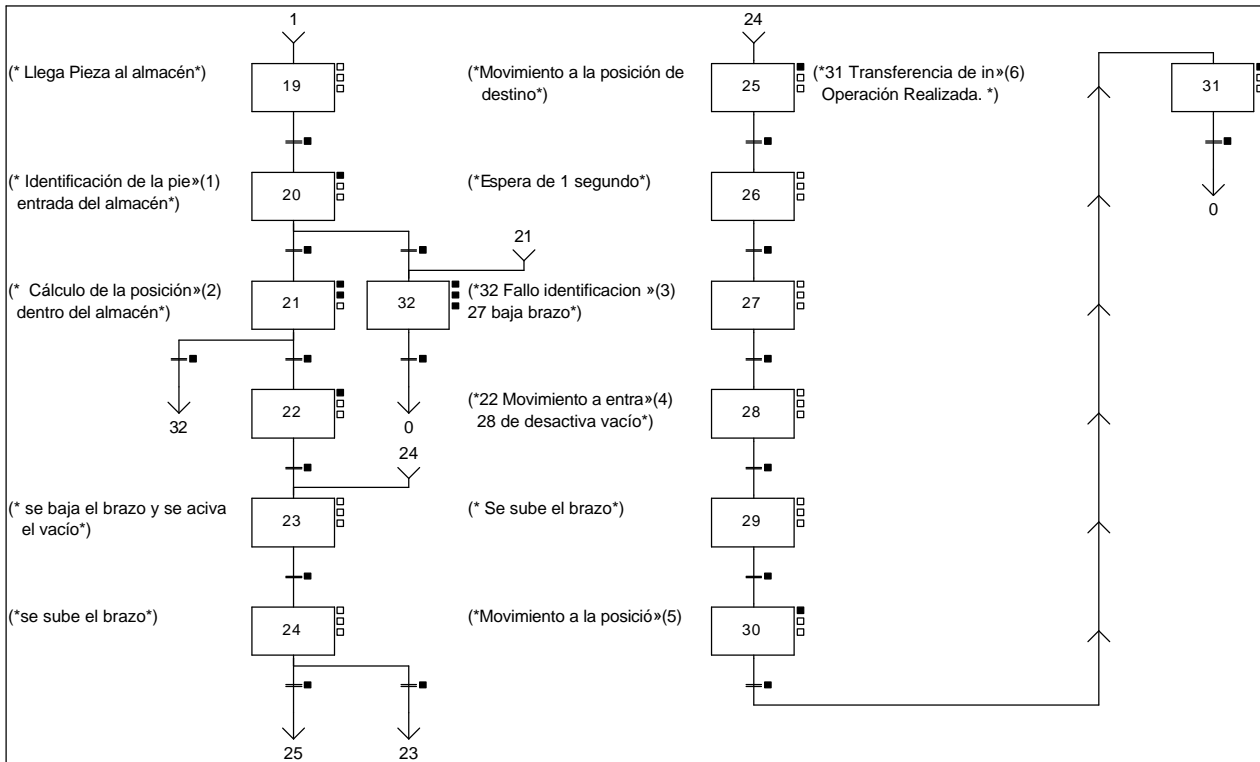 1
24
(* Llega Pieza al almacén*)
19
(*Movimiento a la posición de
destino*)
25
(*31 Transferencia de in»(6)
Operación Realizada. *)
31
(* Identificación de la pie»(1)
entrada del almacén*)
20
(*Espera de 1 segundo*)
26
0
21
(* Cálculo de la posición»(2)
dentro del almacén*)
21
32
(*32 Fallo identificacion »(3)
27 baja brazo*)
27
22
(*22 Movimiento a entra»(4)
28 de desactiva vacío*)
28
32
0
24
(* se baja el brazo y se aciva
el vacío*)
23
(* Se sube el brazo*)
29
(*se sube el brazo*)
24
(*Movimiento a la posició»(5)
30
25
23